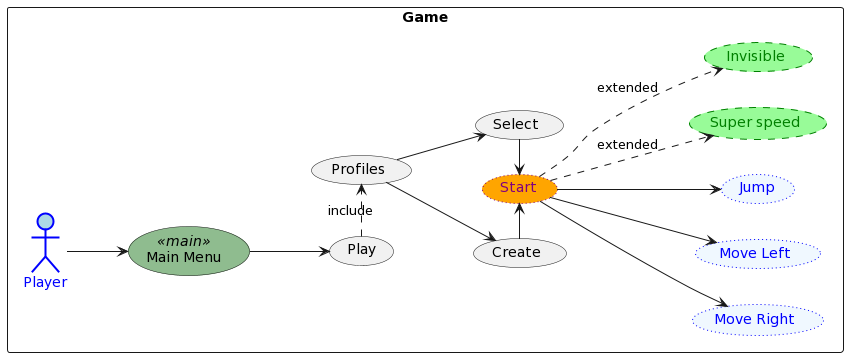 Game
Invisible
extended
Super speed
extended
Select
Profiles
Start
Jump
include
«main»
Main Menu
Play
Create
Move Left
Player
Move Right